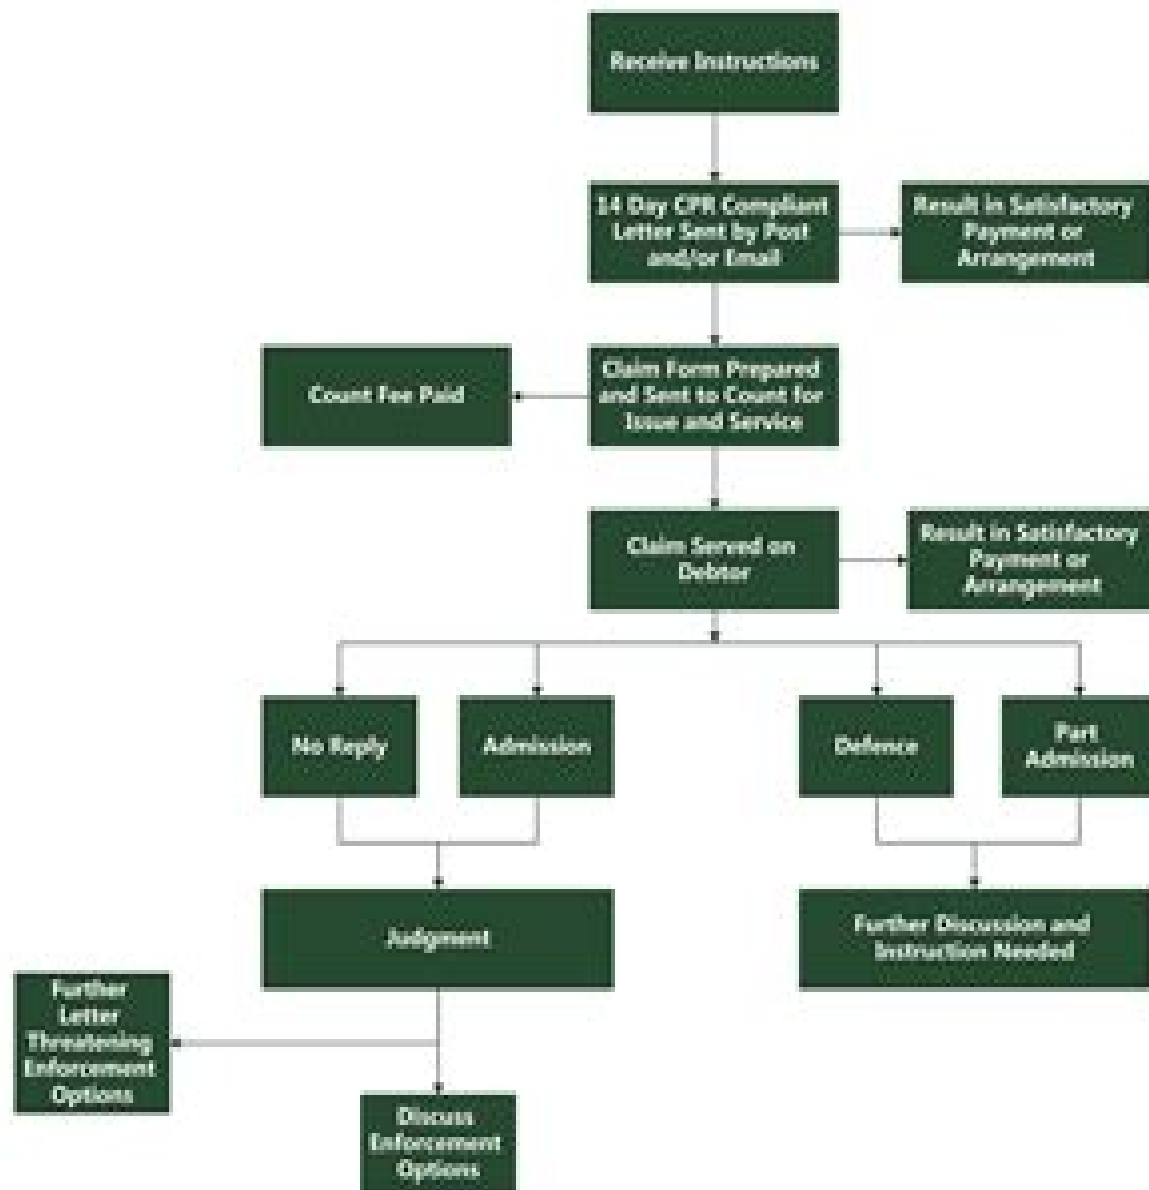 Receive Instructions
14 Day CPR Compliant
Letter Sent by Post
and/or Email
Result in Satisfactory
Payment or
Arrangement
Count Fee Paid
Claim Form Prepared
and Sent to Count for
Issue and Service
Claim Served on
Debtor
Result in Satisfactory
Payment or
Arrangement
No Reply
Admission
Defence
Part
Admission
Judgment
Further Discussion and
Instruction Needed
Further
Letter
Threatening
Enforcement
Options
Discuss
Enforcement
Options